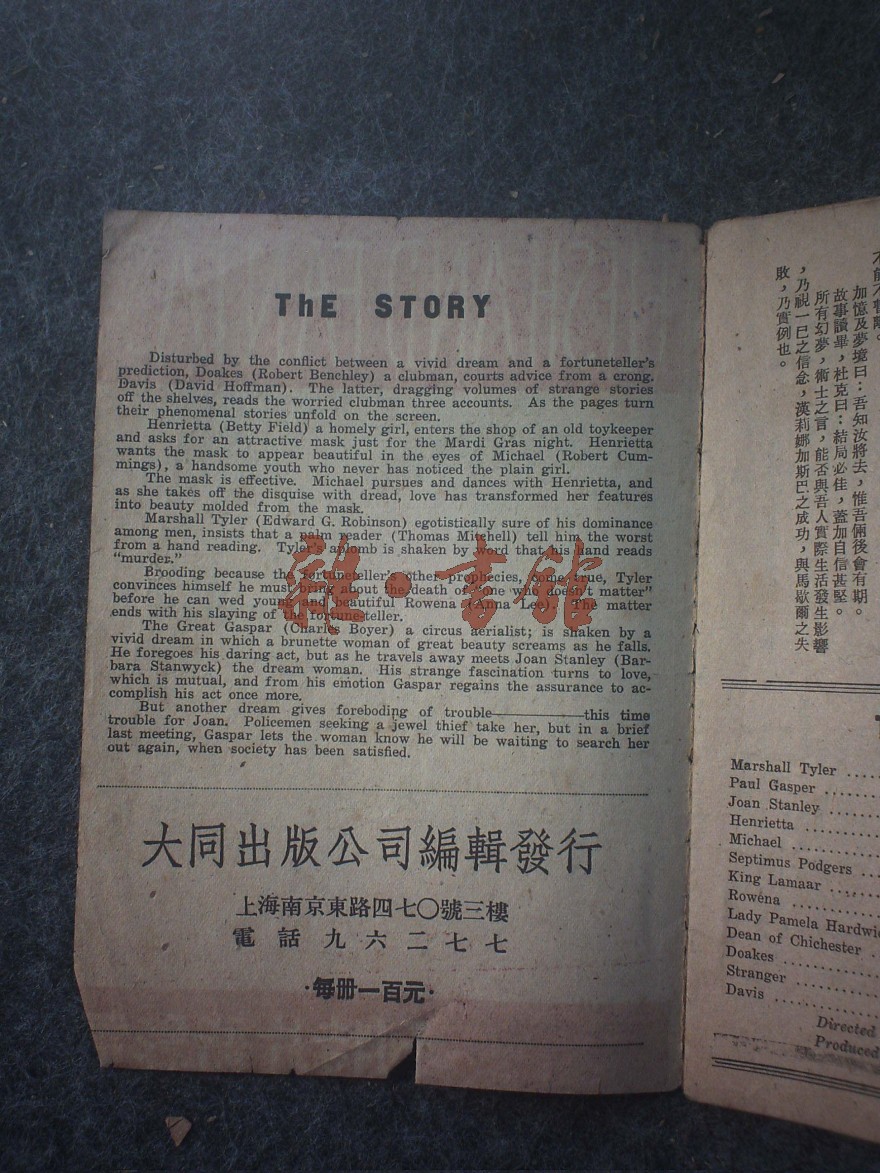 ThE STORY
Disturbed by the conflict between a vivid dream and a fortuneteller's
prediction, Doakes (Robert Benchley) a clubman, courts advice from a crong.
Davis (David Hoffman). The latter, dragging volumes of strange stories
off the shelves, reads the worried clubman three accounts. As the pages turn
their phenomenal stories unfold on the screen.
Henrietta (Betty Field) a homely girl, enters the shop of an old toykeeper
and asks for an attractive mask just for the Mardi Gras night. Henrietta
wants the mask to appear beautiful in the eyes of Michael (Robert Cum-
mings), a handsome youth who never has noticed the plain girl.
The mask is effective. Michael pursues and dances with Henrietta, and
as she takes off the disquise with dread, love has transformed her features
into beauty molded from the mask.
Marshall Tyler (Edward G. Robinson) egotistically sure of his dominance
among men, insists that a palm reader (Thomas Mitchell) tell him the worst
from a hand reading. Tyler's aplomb is shaken by word that his hand reads
"murder."
Brooding because the fortuneteller's other prophecies, come true, Tyler
convinces himself he must bring about the death of "one who doesn't matter"
before he can wed young and beautiful Rowena (Anna Lee). The matter
ends with his slaying of the fortune-teller.
The Great Gaspar (Charles Boyer) a circus aerialist; is shaken by a
vivid dream in which a brunette woman of great beauty screams as he falls.
He foregoes his daring act, but as he travels away meets Joan Stanley (Bar-
bara Stanwyck) the dream woman. His strange fascination turns to love,
which is mutual, and from his emotion Gaspar regains the assurance to ac-
complish his act once more.
But another dream gives foreboding of trouble————this time
trouble for Joan. Policemen seeking a jewel thief take her, but in a brief
last meeting, Gaspar lets the woman know he will be waiting to search her
out again, when society has been satisfied.
大同出版公司編輯發行
上海南京東路四七〇號三樓
電話九六二七七
·每册一百元·
龍·書館
加憶及夢境曰：吾知汝將去，惟吾倆後會有期。
故事讀畢，杜克曰：結局必佳，蓋加自信甚堅。
所有幻夢，術士之言，能否與吾人實際生活發生影響
，乃視一已之信念，漢莉娜加斯巴之成功，與馬歇爾之失
敗，乃實例也。
Marshall Tyler ....
Paul Gasper ........
Joan Stanley ........
Henrietta ..........
Michael ..........
Septimus Podgers ...
King Lamaar ......
Rowena ..........
Lady Pamela Hardwi
Dean of Chichester .
Doakes ..........
Stranger .........
Davis ..........
Directed
Produced